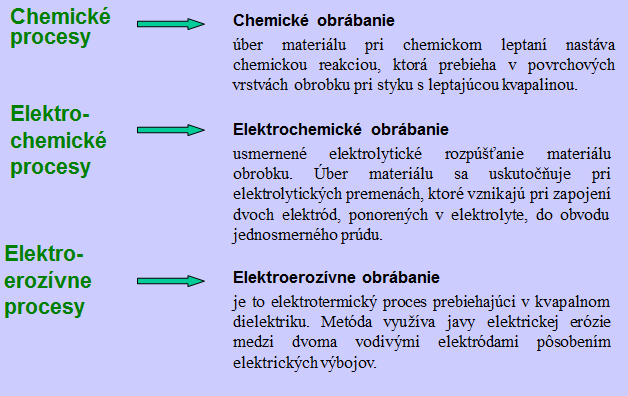 Chemické
procesy
Chemické obrábanie
úber materiálu pri chemickom leptaní nastáva
chemickou reakciou, ktorá prebieha v povrchových
vrstvách obrobku pri styku s leptajúcou kvapalinou.
Elektro-
chemické
procesy
Elektrochemické obrábanie
usmernené elektrolytické rozpúšťanie materiálu
obrobku. Úber materiálu sa uskutočňuje pri
elektrolytických premenách, ktoré vznikajú pri zapojení
dvoch elektród, ponorených v elektrolyte, do obvodu
jednosmerného prúdu.
Elektro-
erozívne
procesy
Elektroerozívne obrábanie
je to elektrotermický proces prebiehajúci v kvapalnom
dielektriku. Metóda využíva javy elektrickej erózie
medzi dvoma vodivými elektródami pôsobením
elektrických výbojov.